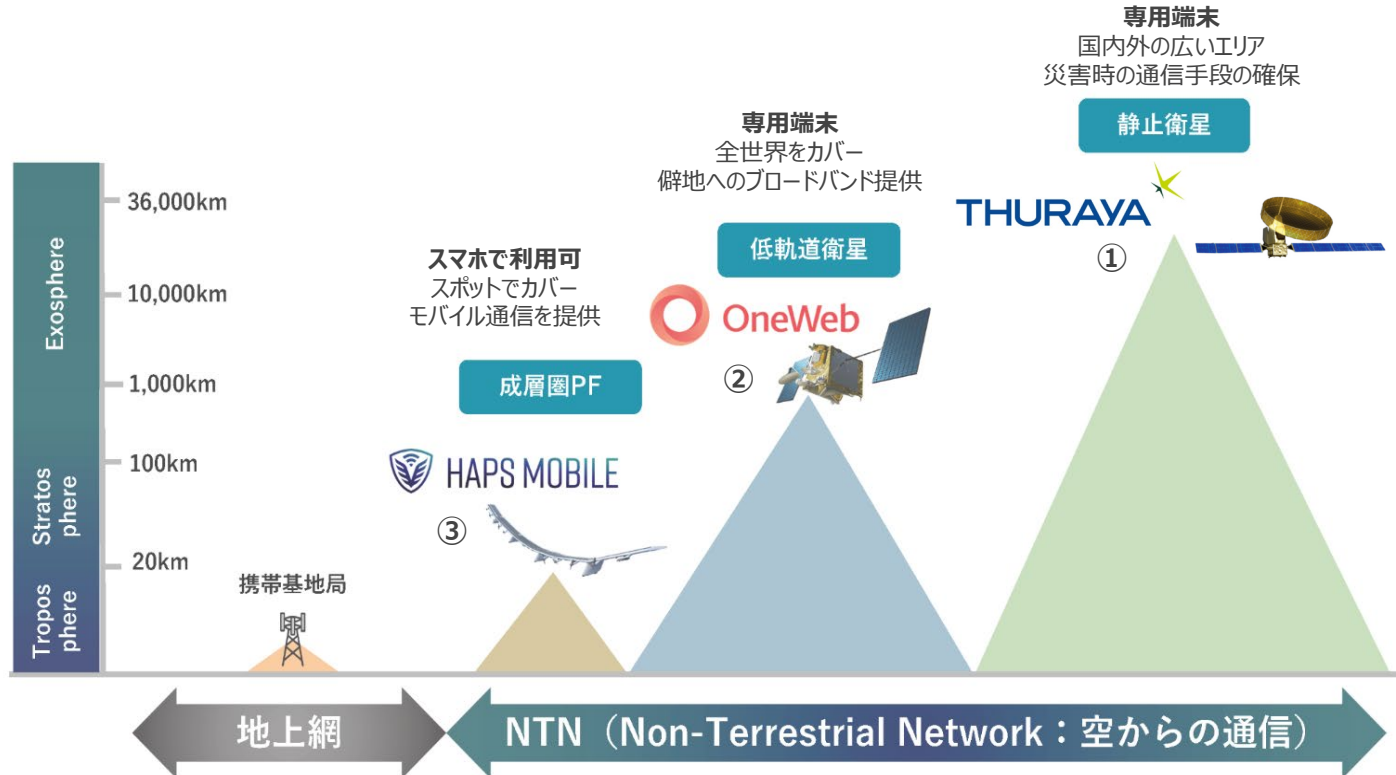 専用端末
国内外の広いエリア
災害時の通信手段の確保
静止衛星
THURAYA
①
専用端末
全世界をカバー
僻地へのブロードバンド提供
低軌道衛星
OneWeb
②
スマホで利用可
スポットでカバー
モバイル通信を提供
成層圏PF
HAPS MOBILE
③
携帯基地局
36,000km
10,000km
1,000km
100km
20km
Exosphere
Stratos
phere
Tropos
phere
地上網
NTN（Non-Terrestrial Network：空からの通信）